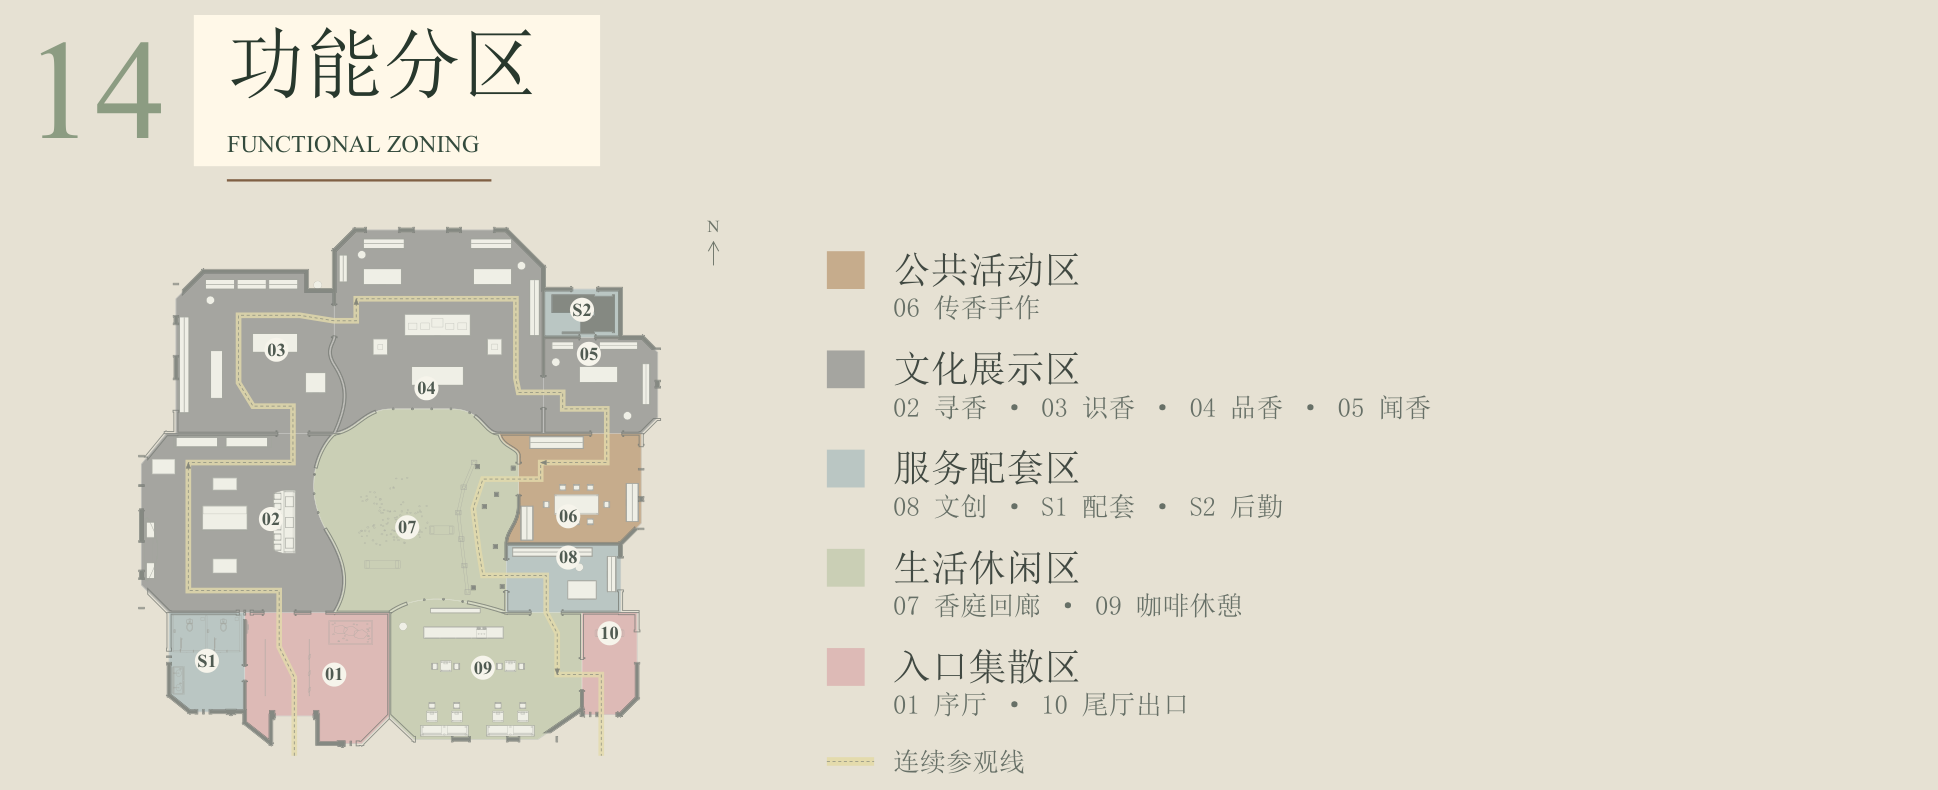 14
功能分区
FUNCTIONAL ZONING
N
S2
03
05
04
02
07
06
08
10
S1
01
09
公共活动区
06 传香手作
文化展示区
02 寻香 • 03 识香 • 04 品香 • 05 闻香
服务配套区
08 文创 • S1 配套 • S2 后勤
生活休闲区
07 香庭回廊 • 09 咖啡休憩
入口集散区
01 序厅 • 10 尾厅出口
连续参观线